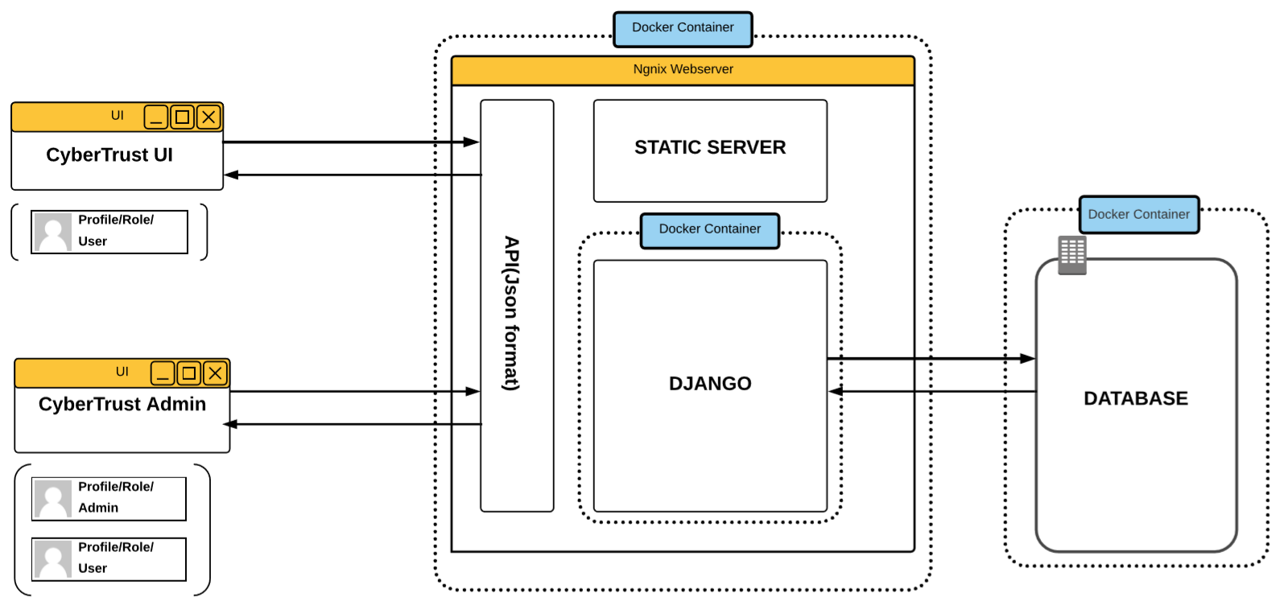 Docker Container
Ngnix Webserver
UI
CyberTrust UI
Profile/Role/
User
UI
CyberTrust Admin
Profile/Role/
Admin
Profile/Role/
User
API(Json format)
STATIC SERVER
Docker Container
DJANGO
Docker Container
DATABASE